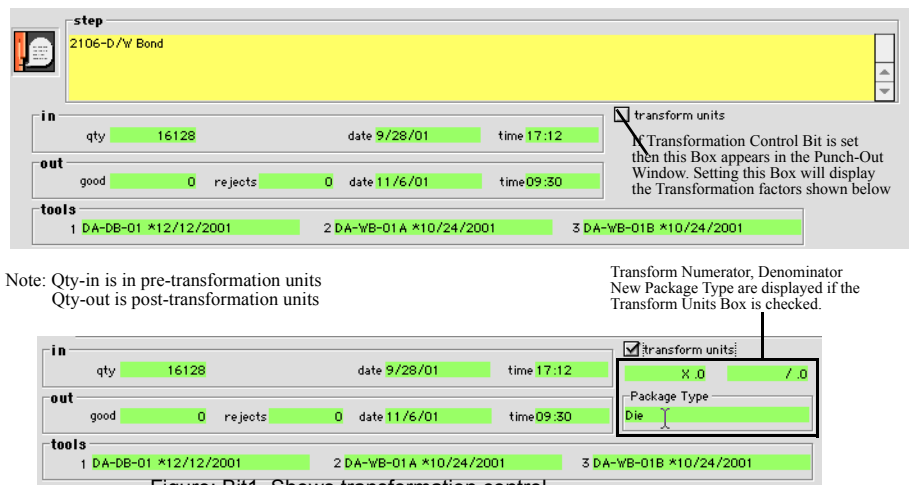 step
2106-D/W Bond
in
qty 16128 date 9/28/01 time 17:12
transform units
If Transformation Control Bit is set
then this Box appears in the Punch-Out
Window. Setting this Box will display
the Transformation factors shown below
out
good 0 rejects 0 date 11/6/01 time 09:30
tools
1 DA-DB-01 *12/12/2001 2 DA-WB-01A *10/24/2001 3 DA-WB-01B *10/24/2001
Note: Qty-in is in pre-transformation units
Qty-out is post-transformation units
Transform Numerator, Denominator
New Package Type are displayed if the
Transform Units Box is checked.
in
qty 16128 date 9/28/01 time 17:12
transform units
X .0 / .0
out
good 0 rejects 0 date 11/6/01 time 09:30
Package Type
Die
tools
1 DA-DB-01 *12/12/2001 2 DA-WB-01A *10/24/2001 3 DA-WB-01B *10/24/2001
Figure: Bit1 Shows transformation control